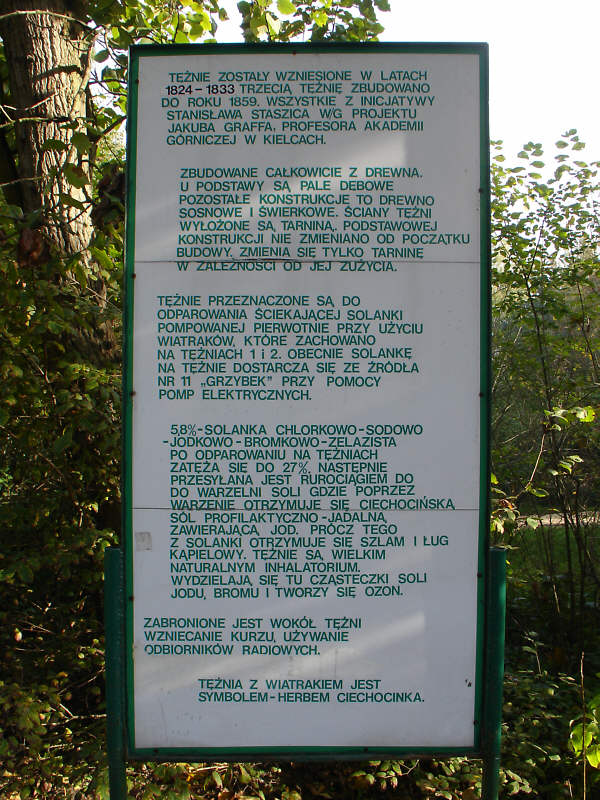 TĘŻNIE ZOSTAŁY WZNIESIONE W LATACH
1824-1833 TRZECIĄ TĘŻNIĘ ZBUDOWANO
DO ROKU 1859. WSZYSTKIE Z INICJATYWY
STANISŁAWA STASZICA W/G PROJEKTU
JAKUBA GRAFFA, PROFESORA AKADEMII
GÓRNICZEJ W KIELCACH.
ZBUDOWANE CAŁKOWICIE Z DREWNA.
U PODSTAWY SĄ PALE DĘBOWE
POZOSTAŁE KONSTRUKCJE TO DREWNO
SOSNOWE I ŚWIERKOWE. ŚCIANY TĘŻNI
WYŁOŻONE SĄ TARNINĄ. PODSTAWOWEJ
KONSTRUKCJI NIE ZMIENIANO OD POCZĄTKU
BUDOWY. ZMIENIA SIĘ TYLKO TARNINĘ
W ZALEŻNOŚCI OD JEJ ZUŻYCIA.
TĘŻNIE PRZEZNACZONE SĄ DO
ODPAROWANIA ŚCIEKAJĄCEJ SOLANKI
POMPOWANEJ PIERWOTNIE PRZY UŻYCIU
WIATRAKÓW, KTÓRE ZACHOWANO
NA TĘŻNIACH 1 i 2. OBECNIE SOLANKĘ
NA TĘŻNIE DOSTARCZA SIĘ ZE ŹRÓDŁA
NR 11 „GRZYBEK" PRZY POMOCY
POMP ELEKTRYCZNYCH.
5,8%-SOLANKA CHLORKOWO-SODOWO
-JODKOWO-BROMKOWO-ZELAZISTA
PO ODPAROWANIU NA TĘŻNIACH
ZATĘŻA SIĘ DO 27%. NASTĘPNIE
PRZESYŁANA JEST RUROCIĄGIEM DO
DO WARZELNI SOLI GDZIE POPRZEZ
WARZENIE OTRZYMUJE SIĘ CIECHOCIŃSKĄ
SÓL PROFILAKTYCZNO-JADALNĄ
ZAWIERAJĄCĄ JOD. PRÓCZ TEGO
Z SOLANKI OTRZYMUJE SIĘ SZLAM I ŁUG
KĄPIELOWY. TĘŻNIE SĄ WIELKIM
NATURALNYM INHALATORIUM.
WYDZIELAJĄ SIĘ TU CZĄSTECZKI SOLI
JODU, BROMU I TWORZY SIĘ OZON.
ZABRONIONE JEST WOKÓŁ TĘŻNI
WZNIECANIE KURZU, UŻYWANIE
ODBIORNIKÓW RADIOWYCH.
TĘŻNIA Z WIATRAKIEM JEST
SYMBOLEM-HERBEM CIECHOCINKA.